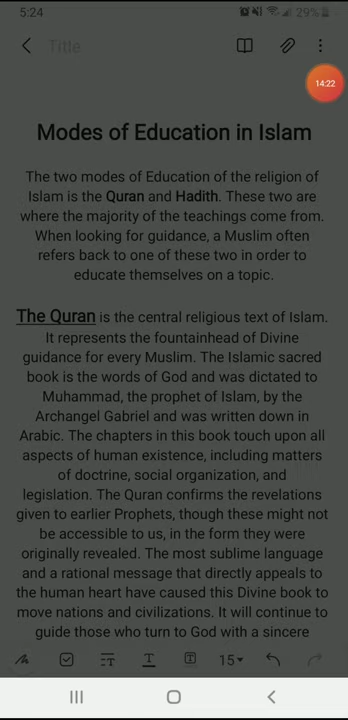 5:24
29%
Title
14:22
Modes of Education in Islam
The two modes of Education of the religion of
Islam is the Quran and Hadith. These two are
where the majority of the teachings come from.
When looking for guidance, a Muslim often
refers back to one of these two in order to
educate themselves on a topic.
The Quran is the central religious text of Islam.
It represents the fountainhead of Divine
guidance for every Muslim. The Islamic sacred
book is the words of God and was dictated to
Muhammad, the prophet of Islam, by the
Archangel Gabriel and was written down in
Arabic. The chapters in this book touch upon all
aspects of human existence, including matters
of doctrine, social organization, and
legislation. The Quran confirms the revelations
given to earlier Prophets, though these might not
be accessible to us, in the form they were
originally revealed. The most sublime language
and a rational message that directly appeals to
the human heart have caused this Divine book to
move nations and civilizations. It will continue to
guide those who turn to God with a sincere
T T T 15